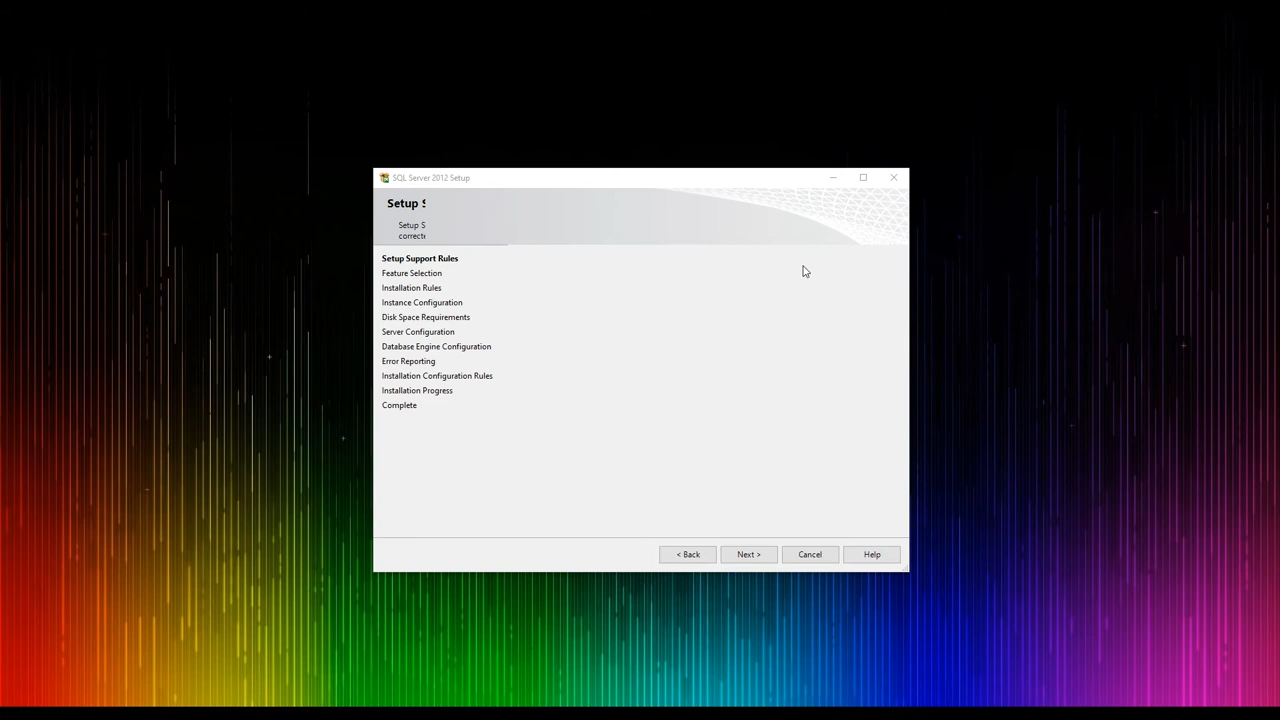 SQL Server 2012 Setup
Setup
Setup
Setup Support Rules
Feature Selection
Installation Rules
Instance Configuration
Disk Space Requirements
Server Configuration
Database Engine Configuration
Error Reporting
Installation Configuration Rules
Installation Progress
Complete
< Back
Next >
Cancel
Help